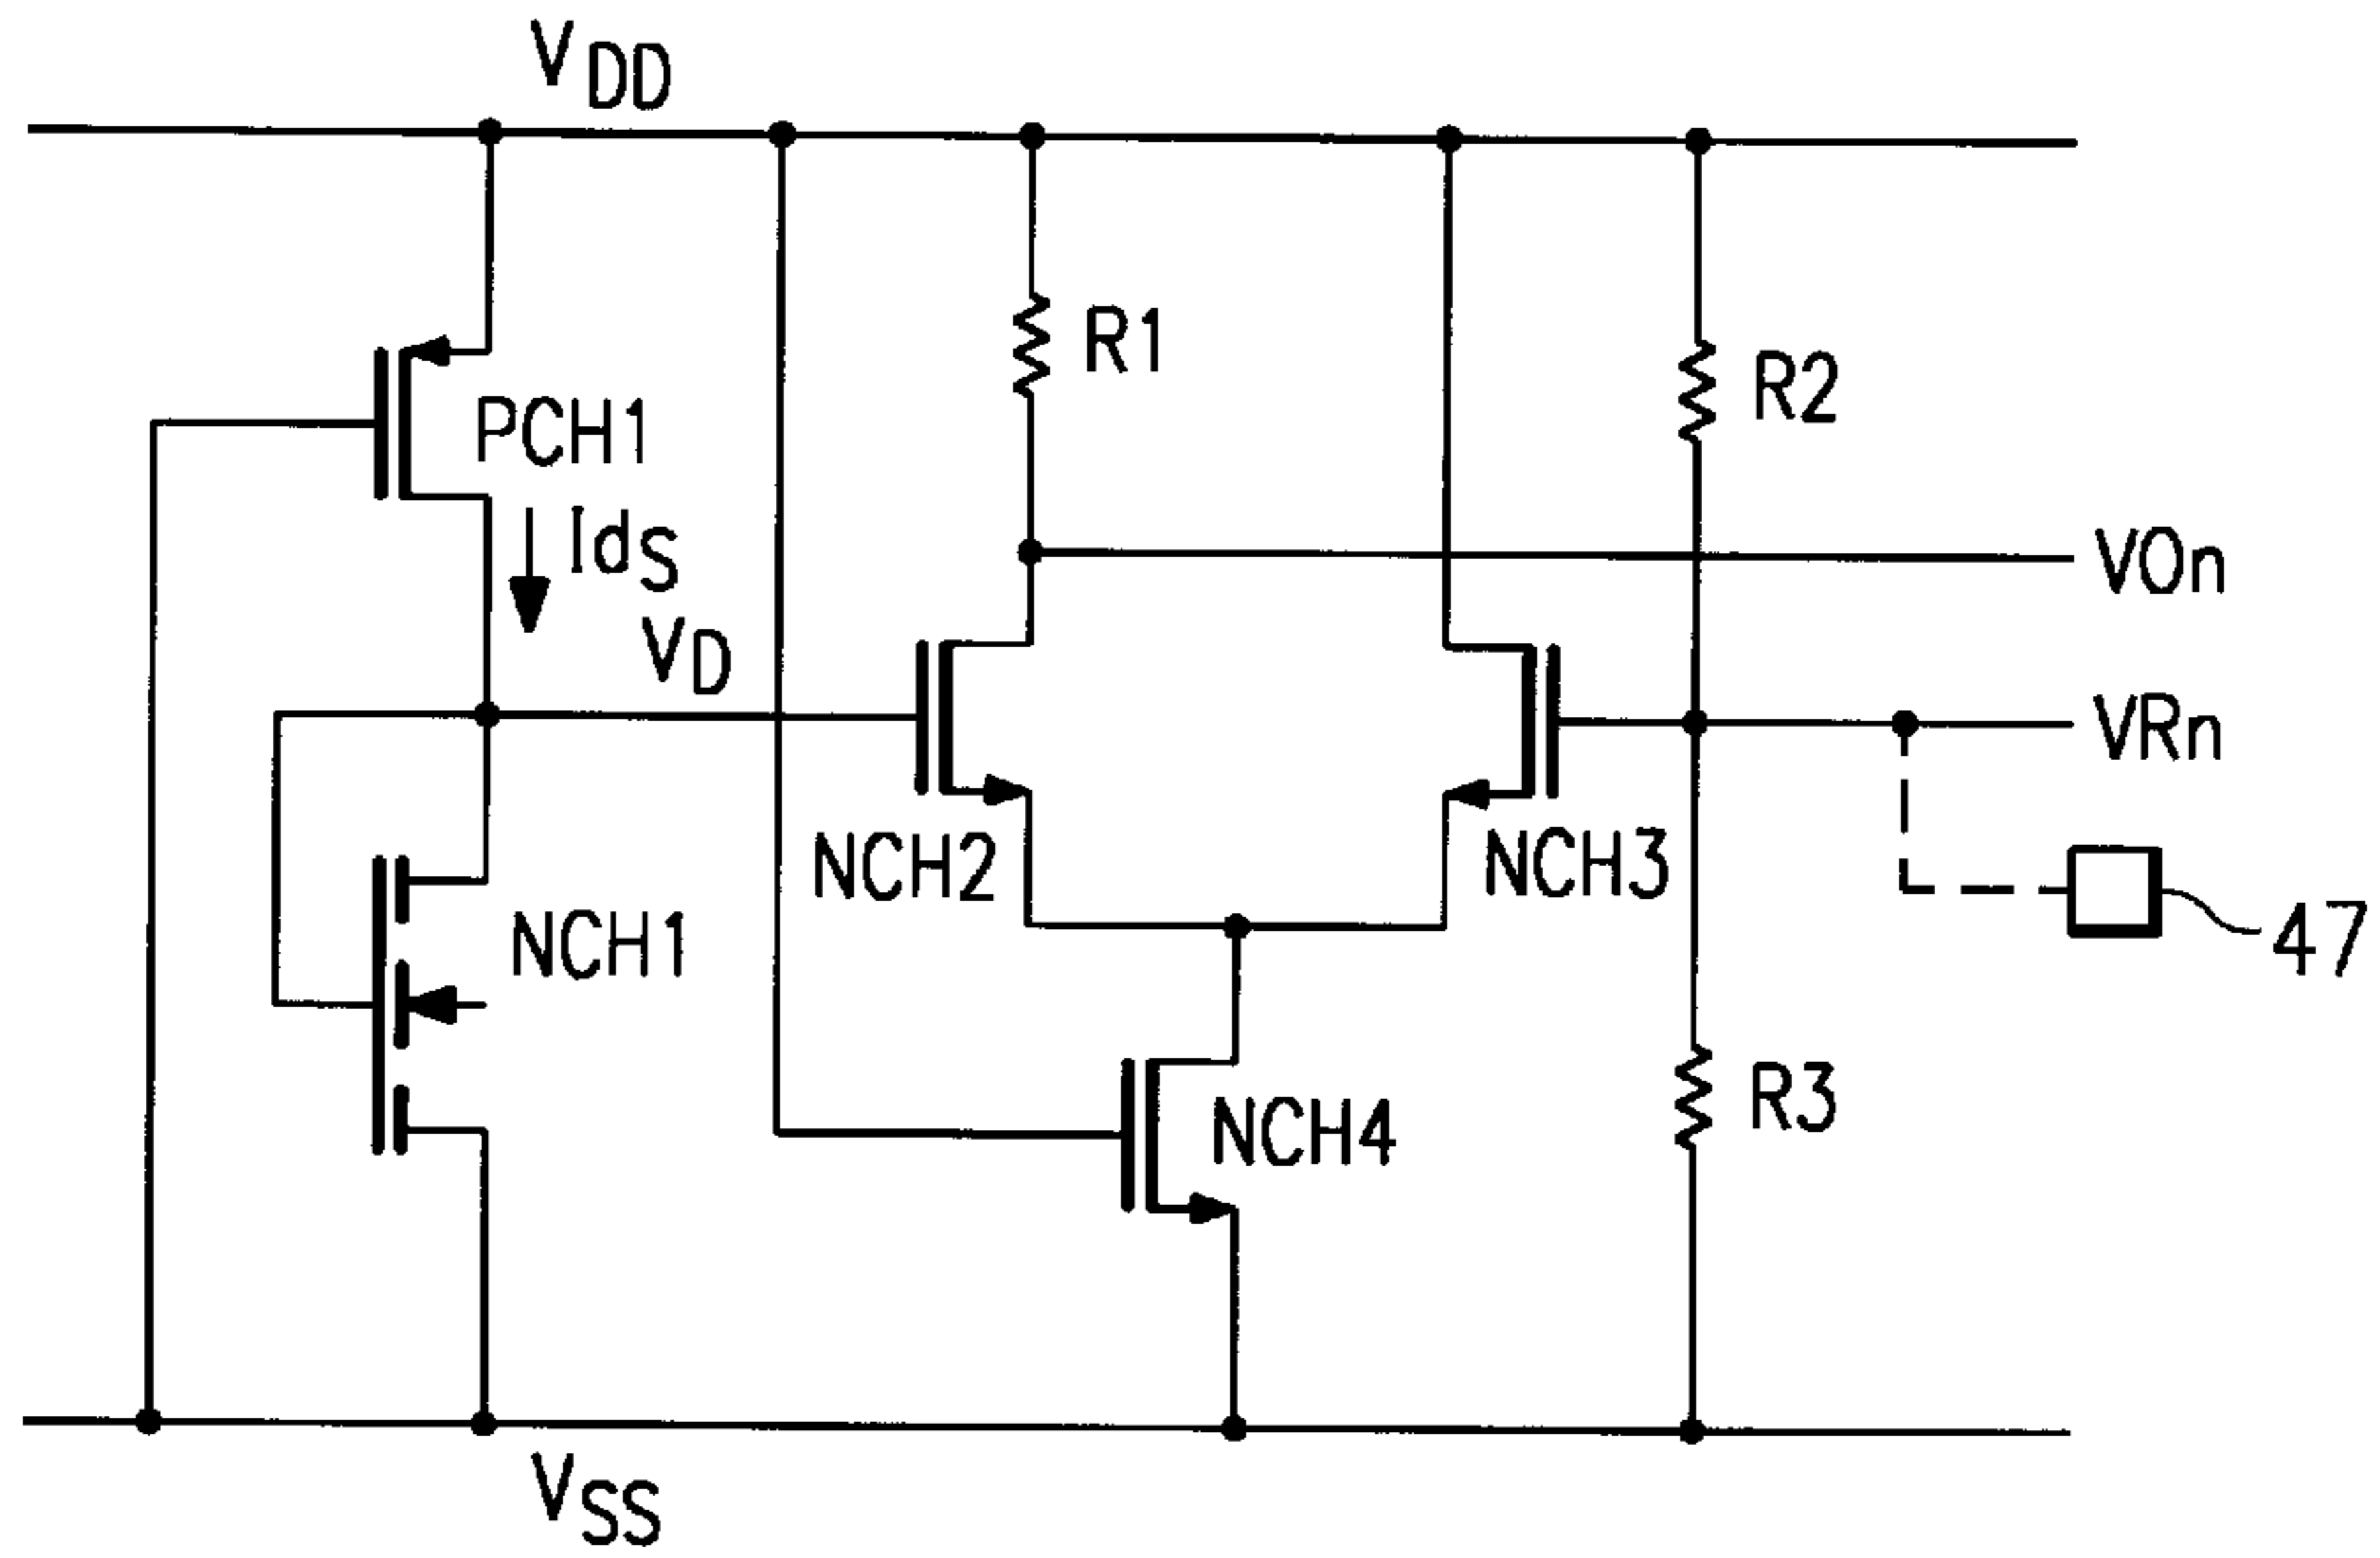 VDD
R1
R2
PCH1
IdS
VOn
VD
VRn
NCH2
NCH3
NCH1
47
R3
NCH4
VSS